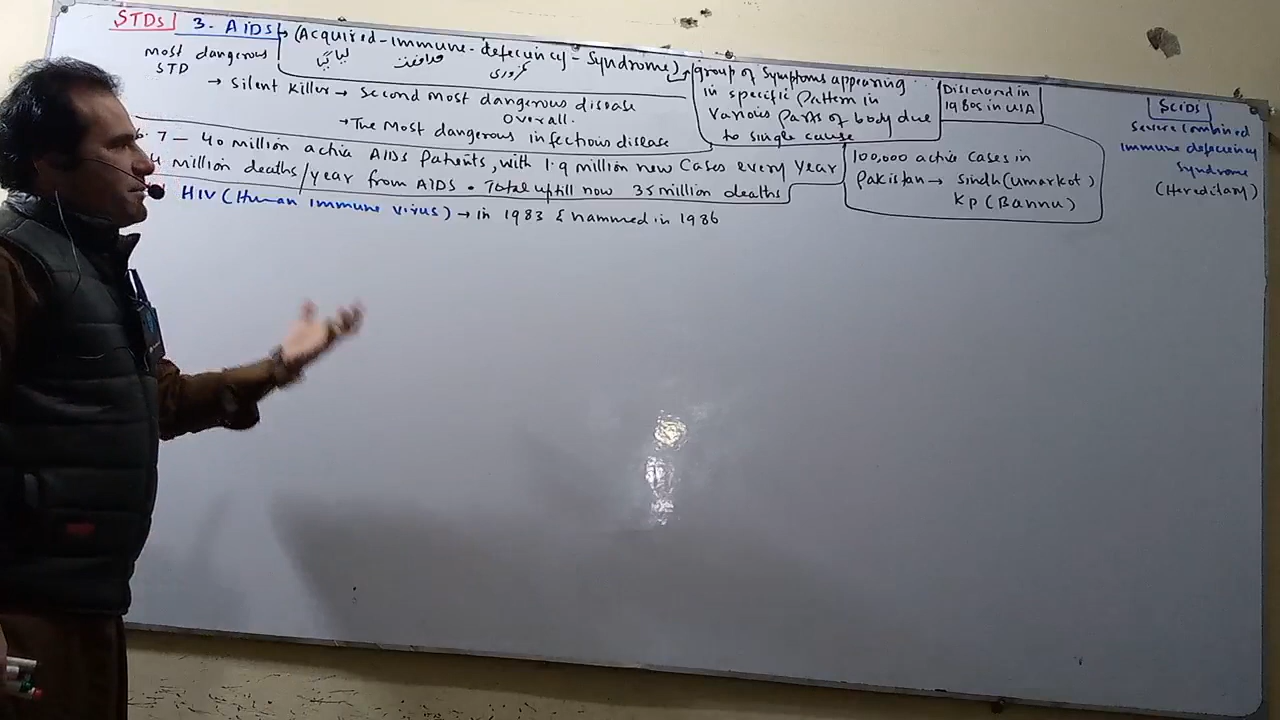 STDs 3. AIDS → (Acquired-immune-defeciency-Syndrome)
لیا گیا مدافعت کمزوری
most dangerous
STD
→ Silent Killer → Second most dangerous disease
overall.
→ The Most dangerous infectious disease
group of Symptoms appearing
in specific Pattern in
Various Parts of body due
to single cause
Discovered in
1980s in USA
SCIDS
Severe Combined
immune defeciency
Syndrome
(Hereditary)
7 - 40 million active AIDS Patients, with 1.9 million new Cases every year
million deaths/year from AIDS. Total uptill now 35 million deaths
100,000 active Cases in
Pakistan → Sindh (Umarkot)
KP (Bannu)
HIV (Human immune virus) → in 1983 & nammed in 1986